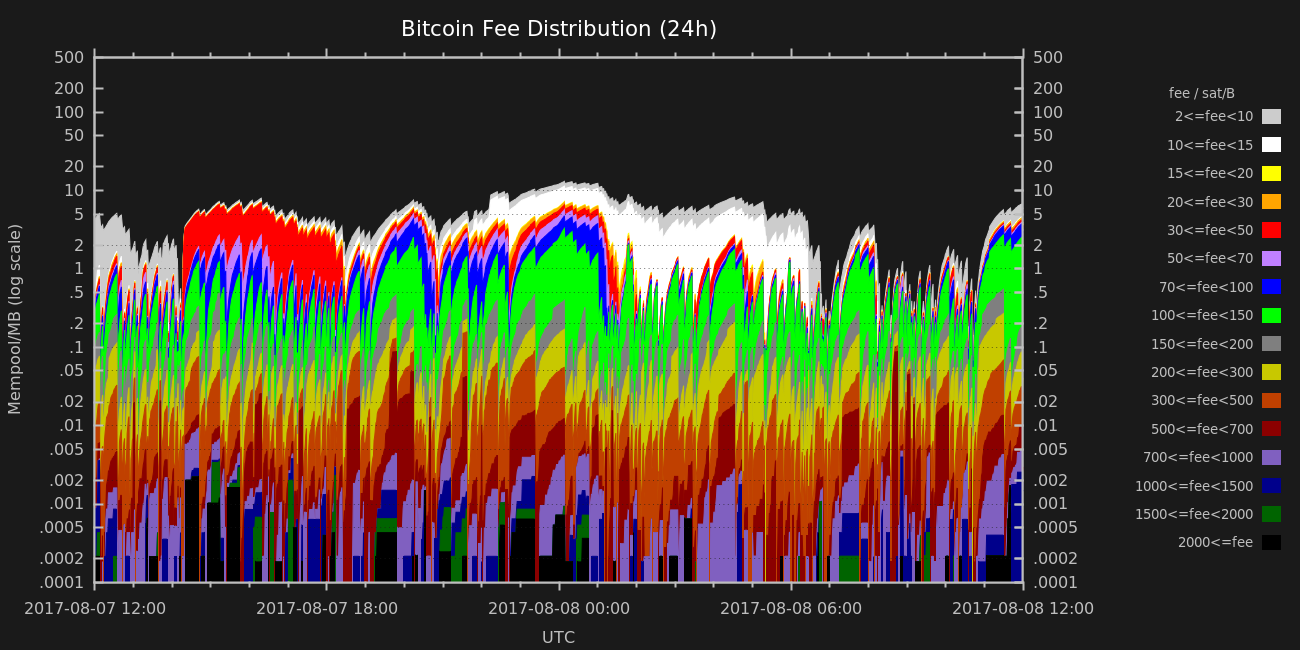 Bitcoin Fee Distribution (24h)
500
200
100
50
20
10
5
2
1
.5
.2
.1
.05
.02
.01
.005
.002
.001
.0005
.0002
.0001
Mempool/MB (log scale)
500
200
100
50
20
10
5
2
1
.5
.2
.1
.05
.02
.01
.005
.002
.001
.0005
.0002
.0001
2017-08-07 12:00 2017-08-07 18:00 2017-08-08 00:00 2017-08-08 06:00 2017-08-08 12:00
UTC
fee / sat/B
2<=fee<10
10<=fee<15
15<=fee<20
20<=fee<30
30<=fee<50
50<=fee<70
70<=fee<100
100<=fee<150
150<=fee<200
200<=fee<300
300<=fee<500
500<=fee<700
700<=fee<1000
1000<=fee<1500
1500<=fee<2000
2000<=fee